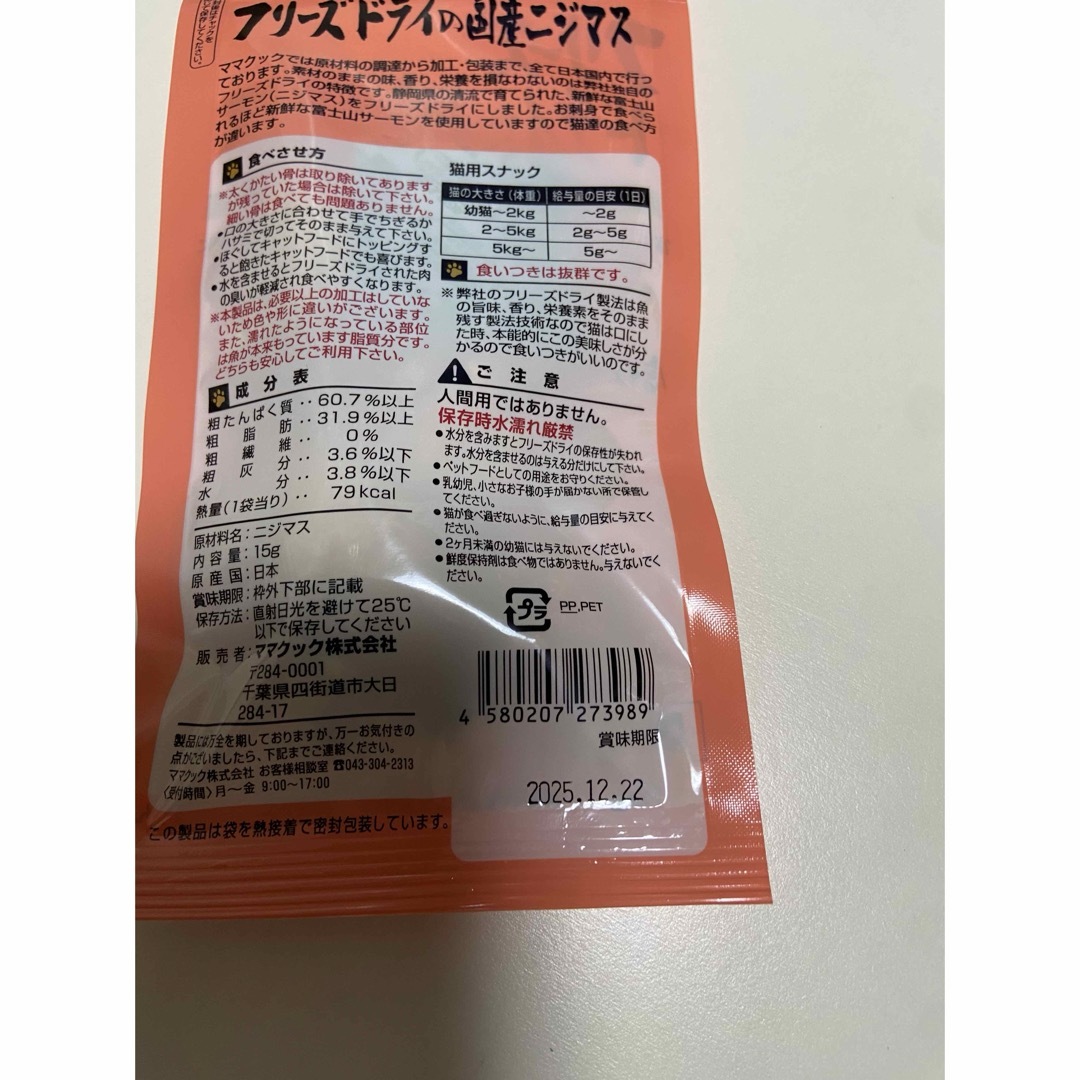 フリーズドライの国産ニジマス
て保存してください。
ママクックでは原材料の調達から加工・包装まで、全て日本国内で行っ
ております。素材のままの味、香り、栄養を損なわないのは弊社独自の
フリーズドライの特徴です。静岡県の清流で育てられた、新鮮な富士山
サーモン(ニジマス)をフリーズドライにしました。お刺身で食べら
れるほど新鮮な富士山サーモンを使用していますので猫達の食べ方
が違います。
食べさせ方
※太くかたい骨は取り除いてあります
が残っていた場合は除いて下さい。
細い骨は食べても問題ありません。
●口の大きさに合わせて手でちぎるか
ハサミで切ってそのまま与えて下さい。
●ほぐしてキャットフードにトッピングす
ると飽きたキャットフードでも喜びます。
●水を含ませるとフリーズドライされた肉
の臭いが軽減され食べやすくなります。
※本製品は、必要以上の加工はしていな
いため色や形に違いがございます。
また、濡れたようになっている部位
は魚が本来もっています脂質分です。
どちらも安心してご利用下さい。
成分表
粗たんぱく質‥60.7%以上
粗脂肪‥31.9%以上
粗繊維‥0%
粗灰分‥3.6%以下
水分‥3.8%以下
熱量(1袋当り)‥79kcal
原材料名:ニジマス
内容量:15g
原産国:日本
賞味期限:枠外下部に記載
保存方法:直射日光を避けて25℃
以下で保存してください
販売者:ママクック株式会社
〒284-0001
千葉県四街道市大日
284-17
製品には万全を期しておりますが、万一お気付きの
点がございましたら、下記までご連絡ください。
ママクック株式会社 お客様相談室 ☎043-304-2313
〈受付時間〉月〜金 9:00〜17:00
この製品は袋を熱接着で密封包装しています。
猫用スナック
猫の大きさ(体重) 給与量の目安(1日)
幼猫〜2kg 〜2g
2〜5kg 2g〜5g
5kg〜 5g〜
食いつきは抜群です。
※弊社のフリーズドライ製法は魚
の旨味、香り、栄養素をそのまま
残す製法技術なので猫は口にし
た時、本能的にこの美味しさが分
かるので食いつきがいいのです。
ご注意
人間用ではありません。
保存時水濡れ厳禁
●水分を含みますとフリーズドライの保存性が失われ
ます。水分を含ませるのは与える分だけにして下さい。
●ペットフードとしての用途をお守りください。
●乳幼児、小さなお子様の手が届かない所で保管し
てください。
●猫が食べ過ぎないように、給与量の目安に与えてく
ださい。
●2ヶ月未満の幼猫には与えないでください。
●鮮度保持剤は食べ物ではありません。与えないでく
ださい。
プラ PP.PET
4 580207 273989
賞味期限
2025.12.22